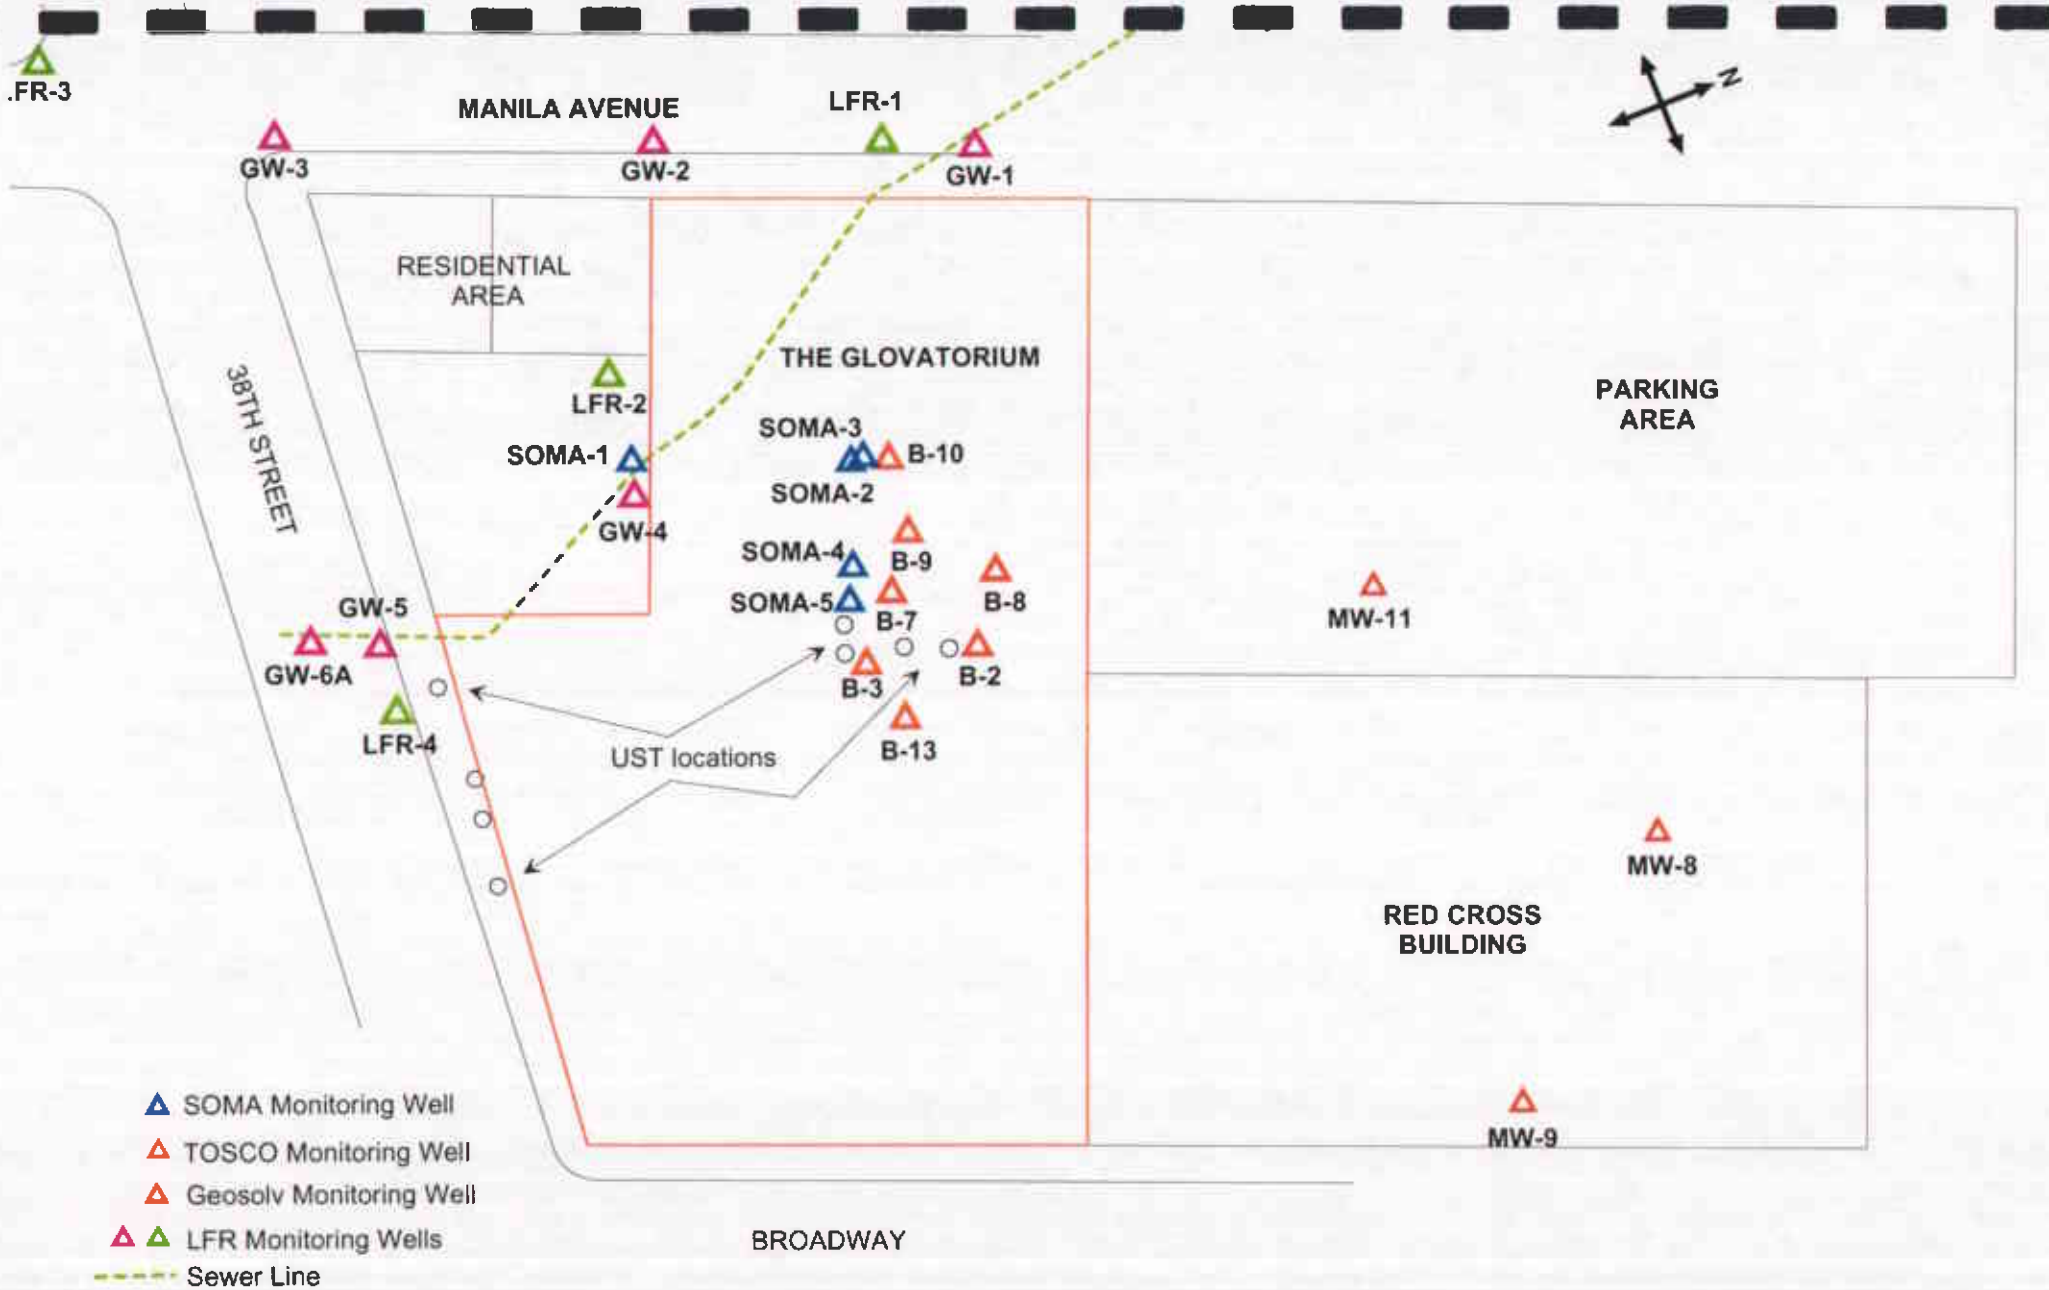 .FR-3
MANILA AVENUE
LFR-1
N
GW-3
GW-2
GW-1
RESIDENTIAL
AREA
THE GLOVATORIUM
PARKING
AREA
38TH STREET
LFR-2
SOMA-3
SOMA-1
B-10
SOMA-2
GW-4
SOMA-4
B-9
SOMA-5
B-8
GW-5
B-7
MW-11
GW-6A
B-3
B-2
LFR-4
UST locations
B-13
MW-8
RED CROSS
BUILDING
MW-9
SOMA Monitoring Well
TOSCO Monitoring Well
Geosolv Monitoring Well
LFR Monitoring Wells
Sewer Line
BROADWAY